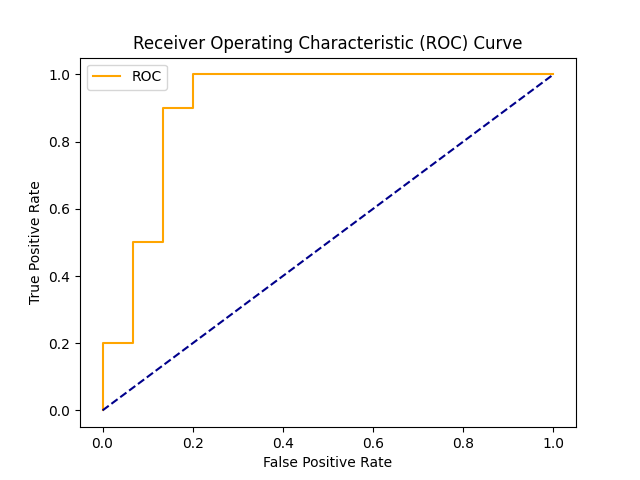 Receiver Operating Characteristic (ROC) Curve
ROC
1.0
0.8
0.6
0.4
0.2
0.0
True Positive Rate
0.0 0.2 0.4 0.6 0.8 1.0
False Positive Rate